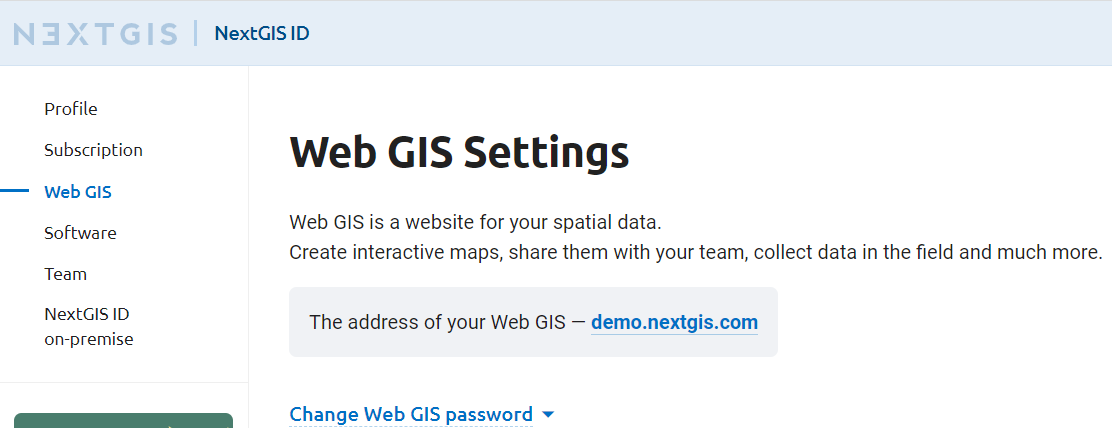 NEXTGIS | NextGIS ID
Profile
Subscription
Web GIS
Software
Team
NextGIS ID
on-premise
Web GIS Settings
Web GIS is a website for your spatial data.
Create interactive maps, share them with your team, collect data in the field and much more.
The address of your Web GIS — demo.nextgis.com
Change Web GIS password